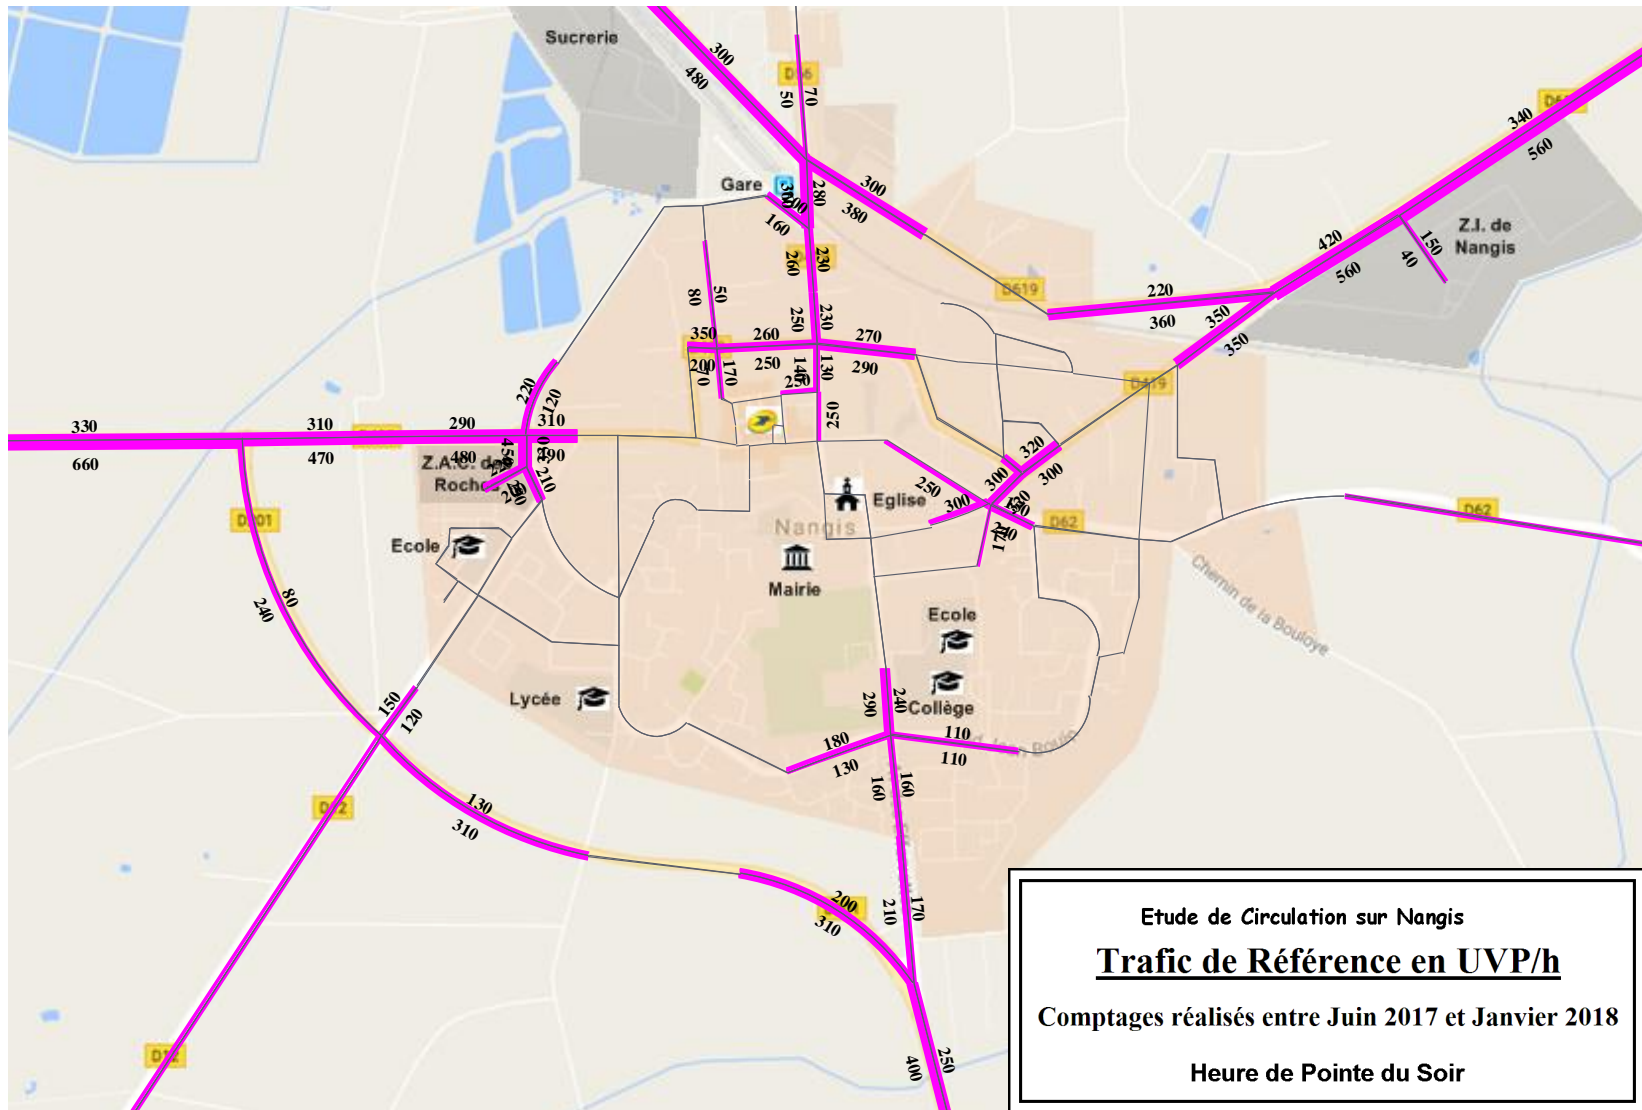 Sucrerie
300
480
D56
50
70
340
560
Gare
280
300
380
160
Z.I. de
Nangis
420
560
150
40
260
230
D619
220
360
350
350
80
50
250
230
350
260
270
200
250
290
170
130
250
D419
250
220
120
330
310
290
310
660
470
480
Z.A.C. des
Roches
210
Eglise
Nangis
250
300
300
320
300
D62
D62
D201
Ecole
Mairie
Chemin de la Bouloye
80
240
Ecole
Lycée
Collège
150
120
290
240
180
130
110
110
160
160
130
310
200
310
210
170
400
250
Etude de Circulation sur Nangis
Trafic de Référence en UVP/h
Comptages réalisés entre Juin 2017 et Janvier 2018
Heure de Pointe du Soir